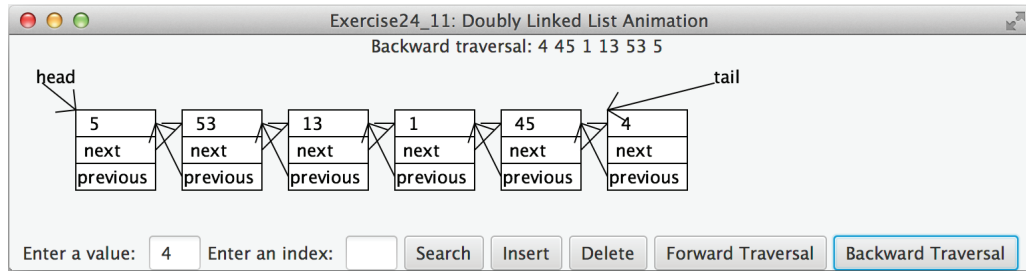 Exercise24_11: Doubly Linked List Animation
Backward traversal: 4 45 1 13 53 5
head tail
5 53 13 1 45 4
next next next next next next
previous previous previous previous previous previous
Enter a value: 4 Enter an index: Search Insert Delete Forward Traversal Backward Traversal